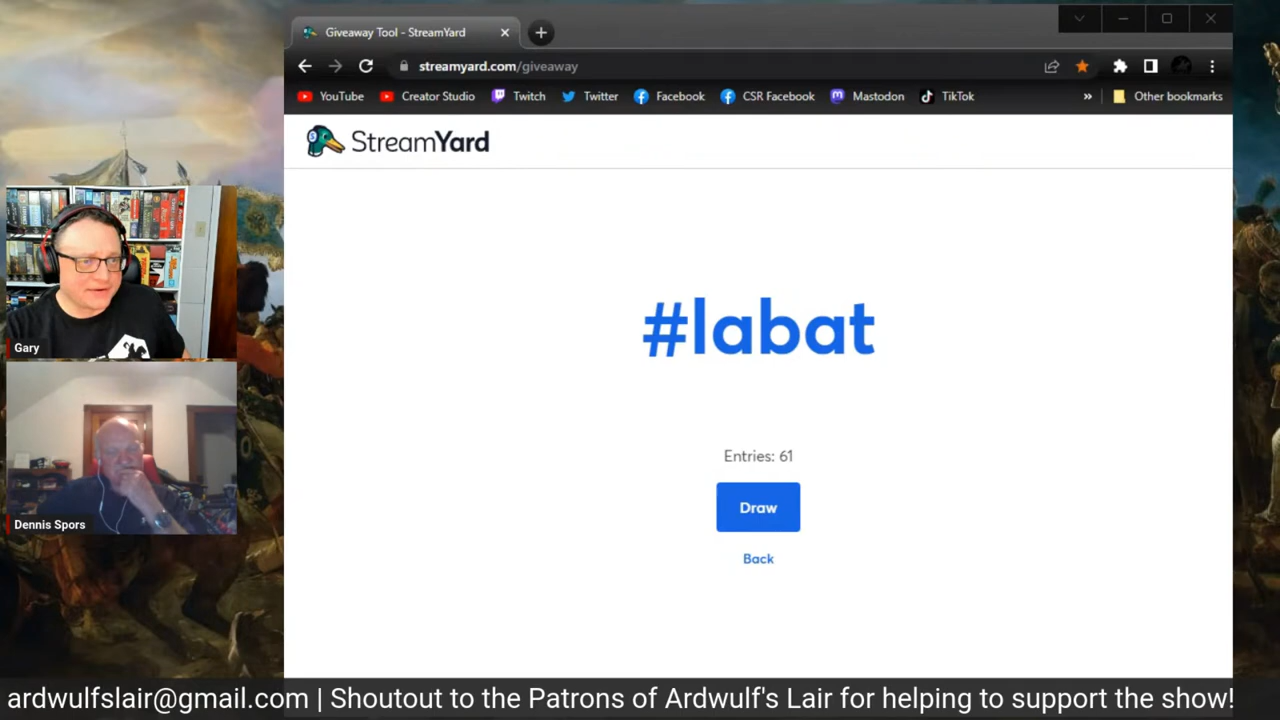 Giveaway Tool - StreamYard
streamyard.com/giveaway
YouTube Creator Studio Twitch Twitter Facebook CSR Facebook Mastodon TikTok » Other bookmarks
StreamYard
#labat
Entries: 61
Draw
Back
Gary
Dennis Spors
ardwulfslair@gmail.com | Shoutout to the Patrons of Ardwulf's Lair for helping to support the show!